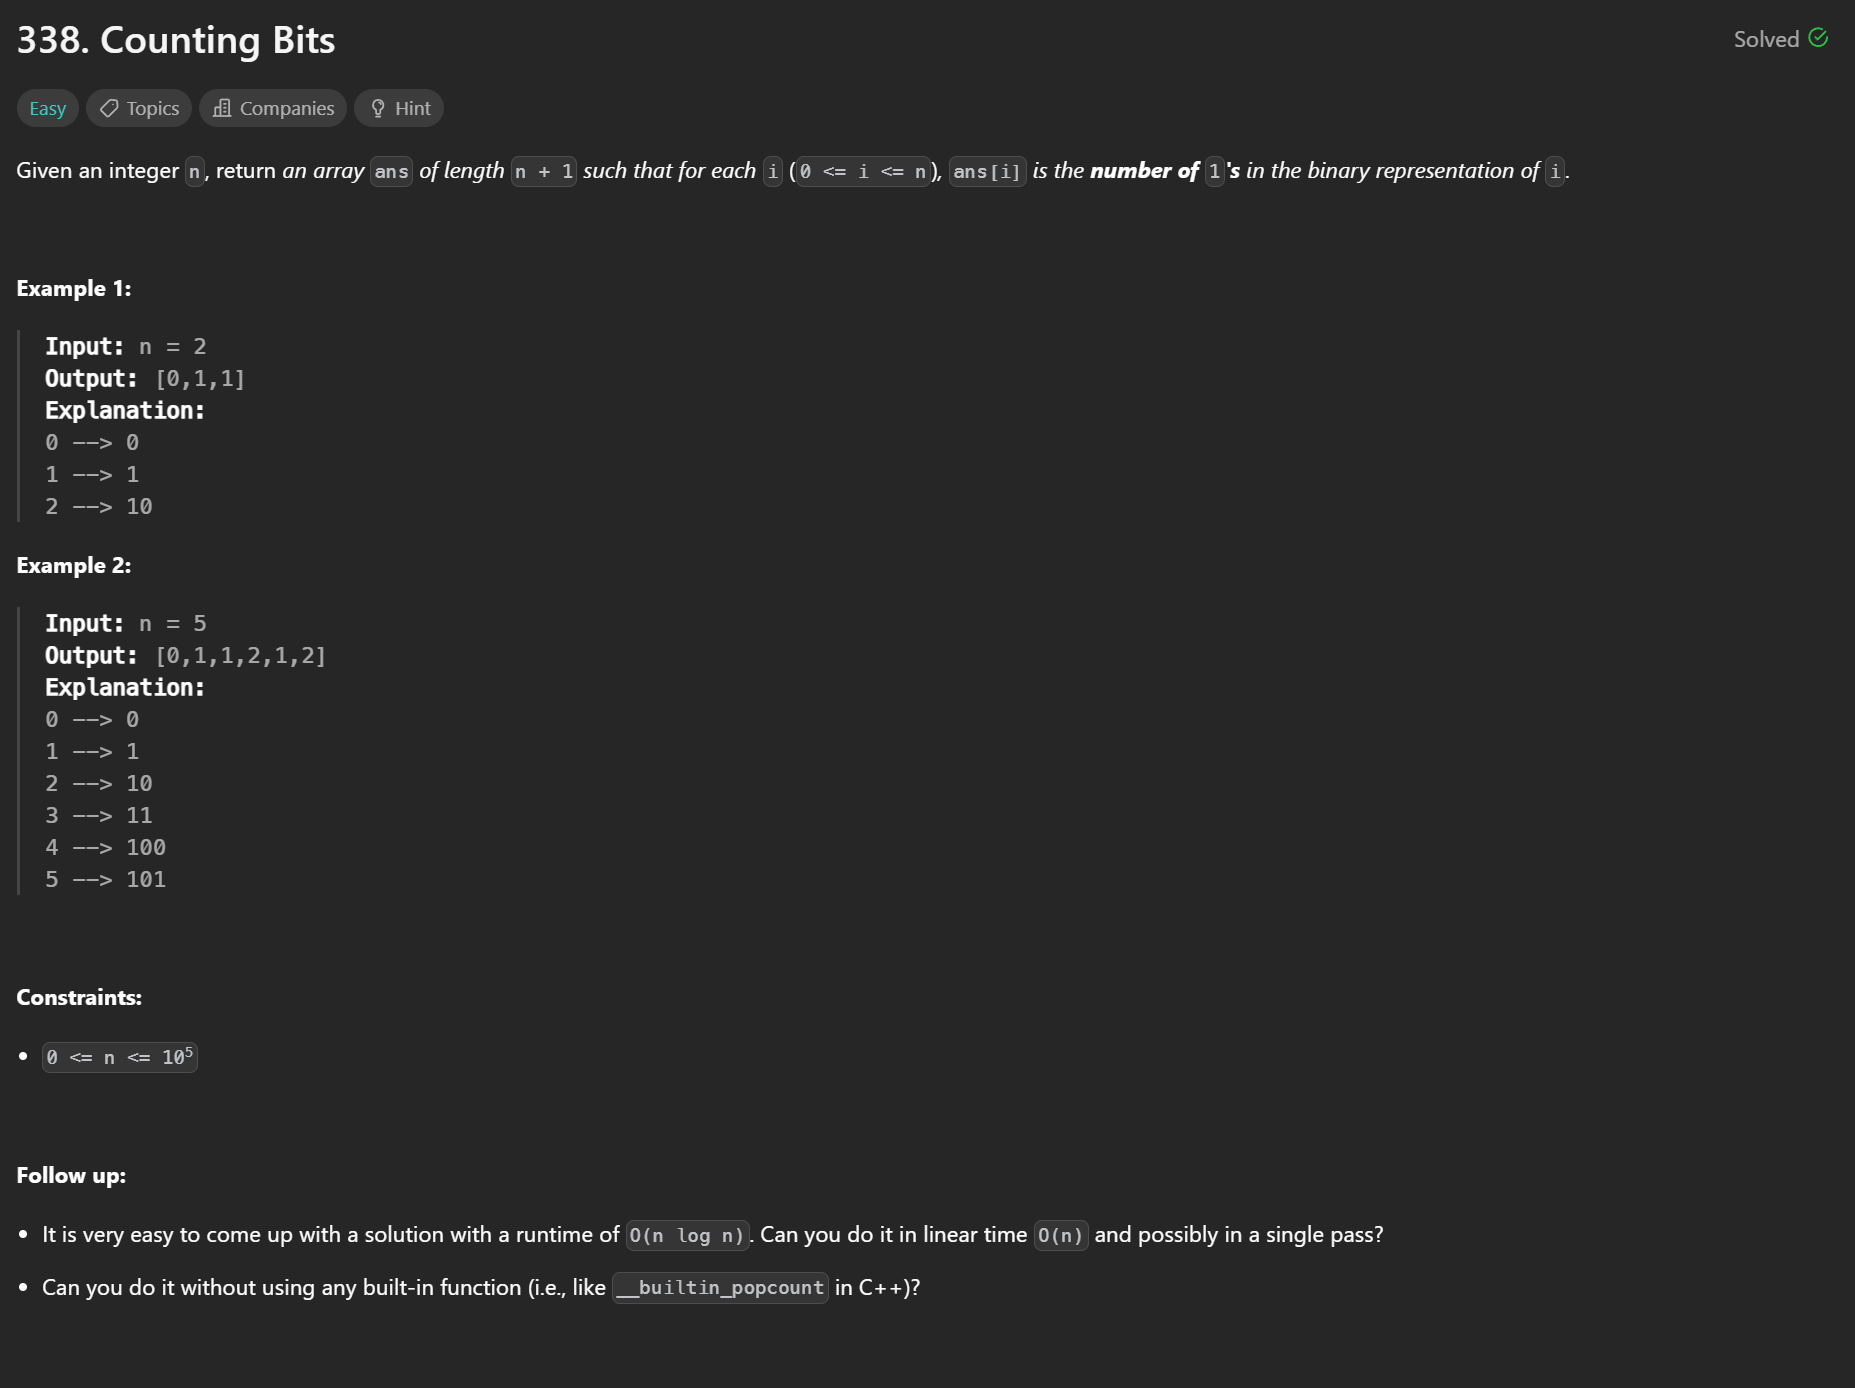 338. Counting Bits
Solved
Easy
Topics
Companies
Hint
Given an integer n, return an array ans of length n + 1 such that for each i (0 <= i <= n), ans[i] is the number of 1's in the binary representation of i.
Example 1:
Input: n = 2
Output: [0,1,1]
Explanation:
0 --> 0
1 --> 1
2 --> 10
Example 2:
Input: n = 5
Output: [0,1,1,2,1,2]
Explanation:
0 --> 0
1 --> 1
2 --> 10
3 --> 11
4 --> 100
5 --> 101
Constraints:
• 0 <= n <= 10⁵
Follow up:
• It is very easy to come up with a solution with a runtime of O(n log n). Can you do it in linear time O(n) and possibly in a single pass?
• Can you do it without using any built-in function (i.e., like __builtin_popcount in C++)?